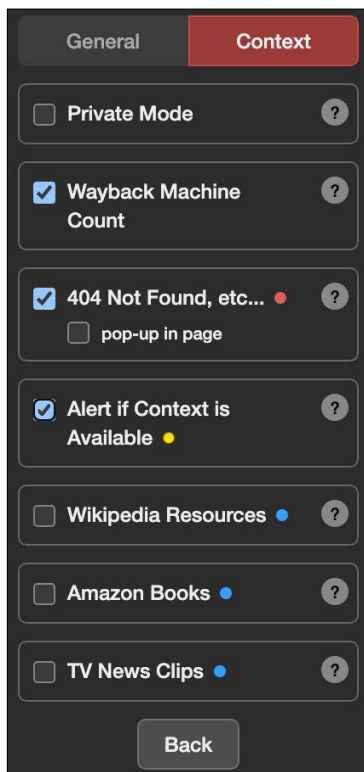 General Context
Private Mode ?
Wayback Machine ?
Count
404 Not Found, etc... ?
pop-up in page
Alert if Context is ?
Available
Wikipedia Resources ?
Amazon Books ?
TV News Clips ?
Back